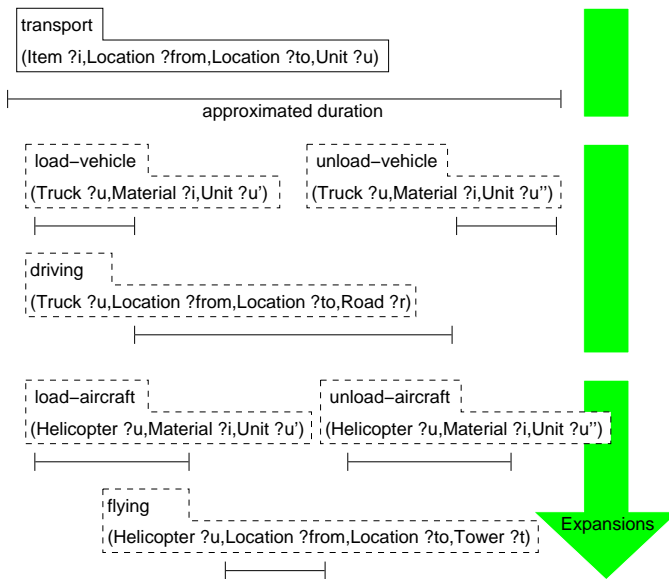 transport
(Item ?i,Location ?from,Location ?to,Unit ?u)
approximated duration
load−vehicle
unload−vehicle
(Truck ?u,Material ?i,Unit ?u')
(Truck ?u,Material ?i,Unit ?u'')
driving
(Truck ?u,Location ?from,Location ?to,Road ?r)
load−aircraft
unload−aircraft
(Helicopter ?u,Material ?i,Unit ?u')
(Helicopter ?u,Material ?i,Unit ?u'')
flying
(Helicopter ?u,Location ?from,Location ?to,Tower ?t)
Expansions